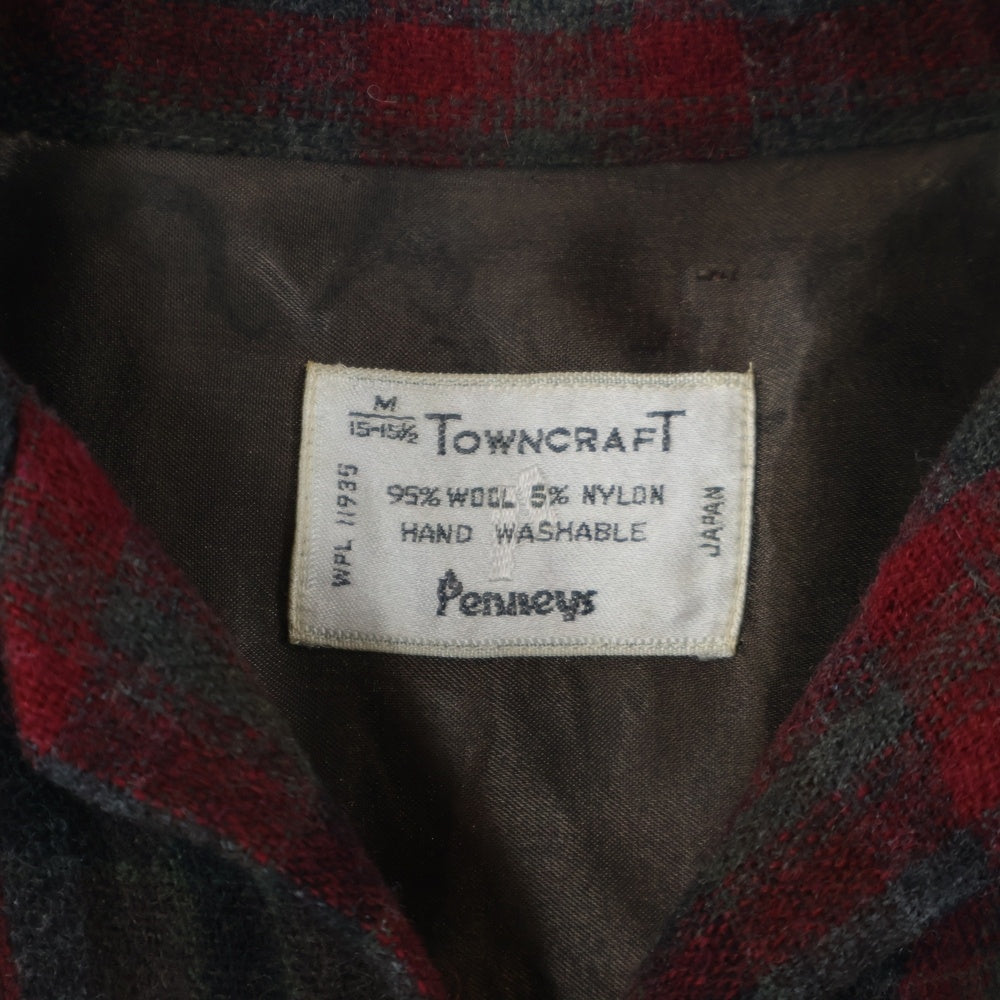 M
15-15½
TOWNCRAFT
95% WOOL 5% NYLON
HAND WASHABLE
Penneys
WPL 11935
JAPAN